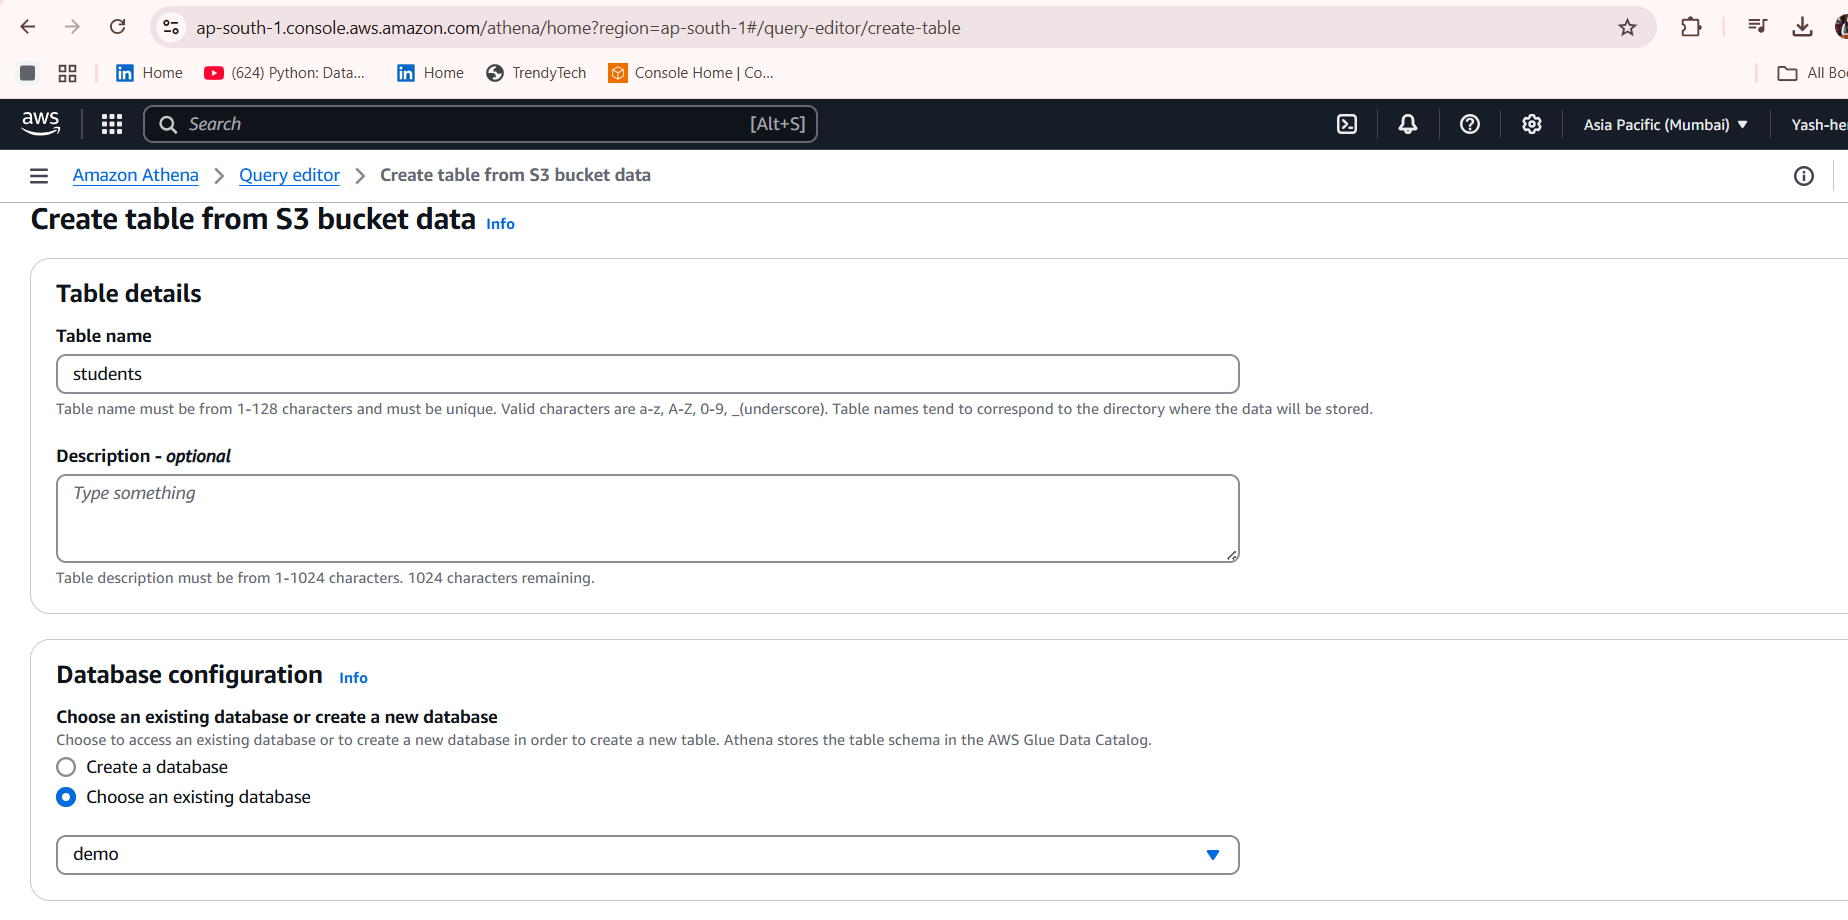 ap-south-1.console.aws.amazon.com/athena/home?region=ap-south-1#/query-editor/create-table
Home (624) Python: Data... Home TrendyTech Console Home | Co... All Boo
aws Search [Alt+S] Asia Pacific (Mumbai) Yash-he
Amazon Athena Query editor Create table from S3 bucket data
Create table from S3 bucket data Info
Table details
Table name
students
Table name must be from 1-128 characters and must be unique. Valid characters are a-z, A-Z, 0-9, _(underscore). Table names tend to correspond to the directory where the data will be stored.
Description - optional
Type something
Table description must be from 1-1024 characters. 1024 characters remaining.
Database configuration Info
Choose an existing database or create a new database
Choose to access an existing database or to create a new database in order to create a new table. Athena stores the table schema in the AWS Glue Data Catalog.
Create a database
Choose an existing database
demo